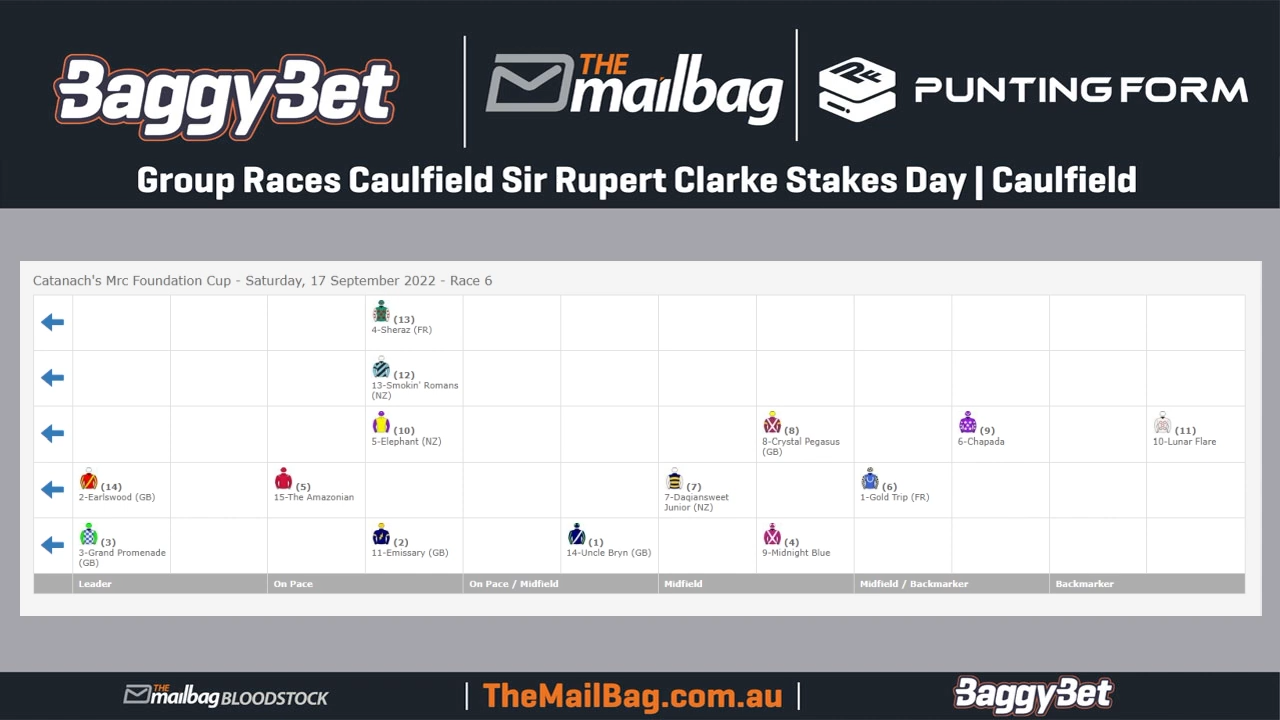 BaggyBet
THE
mailbag
PUNTING FORM
Group Races Caulfield Sir Rupert Clarke Stakes Day | Caulfield
Catanach's Mrc Foundation Cup - Saturday, 17 September 2022 - Race 6
(13)
4-Sheraz (FR)
(12)
13-Smokin' Romans
(NZ)
(10)
5-Elephant (NZ)
(8)
8-Crystal Pegasus
(GB)
(9)
6-Chapada
(11)
10-Lunar Flare
(14)
2-Earlswood (GB)
(5)
15-The Amazonian
(7)
7-Daqiansweet
Junior (NZ)
(6)
1-Gold Trip (FR)
(3)
3-Grand Promenade
(GB)
(2)
11-Emissary (GB)
(1)
14-Uncle Bryn (GB)
(4)
9-Midnight Blue
Leader
On Pace
On Pace / Midfield
Midfield
Midfield / Backmarker
Backmarker
THE
mailbag BLOODSTOCK
| TheMailBag.com.au |
BaggyBet